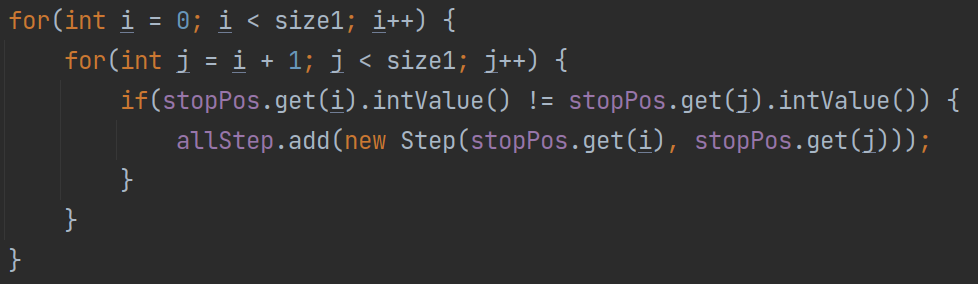 for(int i = 0; i < size1; i++) {
    for(int j = i + 1; j < size1; j++) {
        if(stopPos.get(i).intValue() != stopPos.get(j).intValue()) {
            allStep.add(new Step(stopPos.get(i), stopPos.get(j)));
        }
    }
}